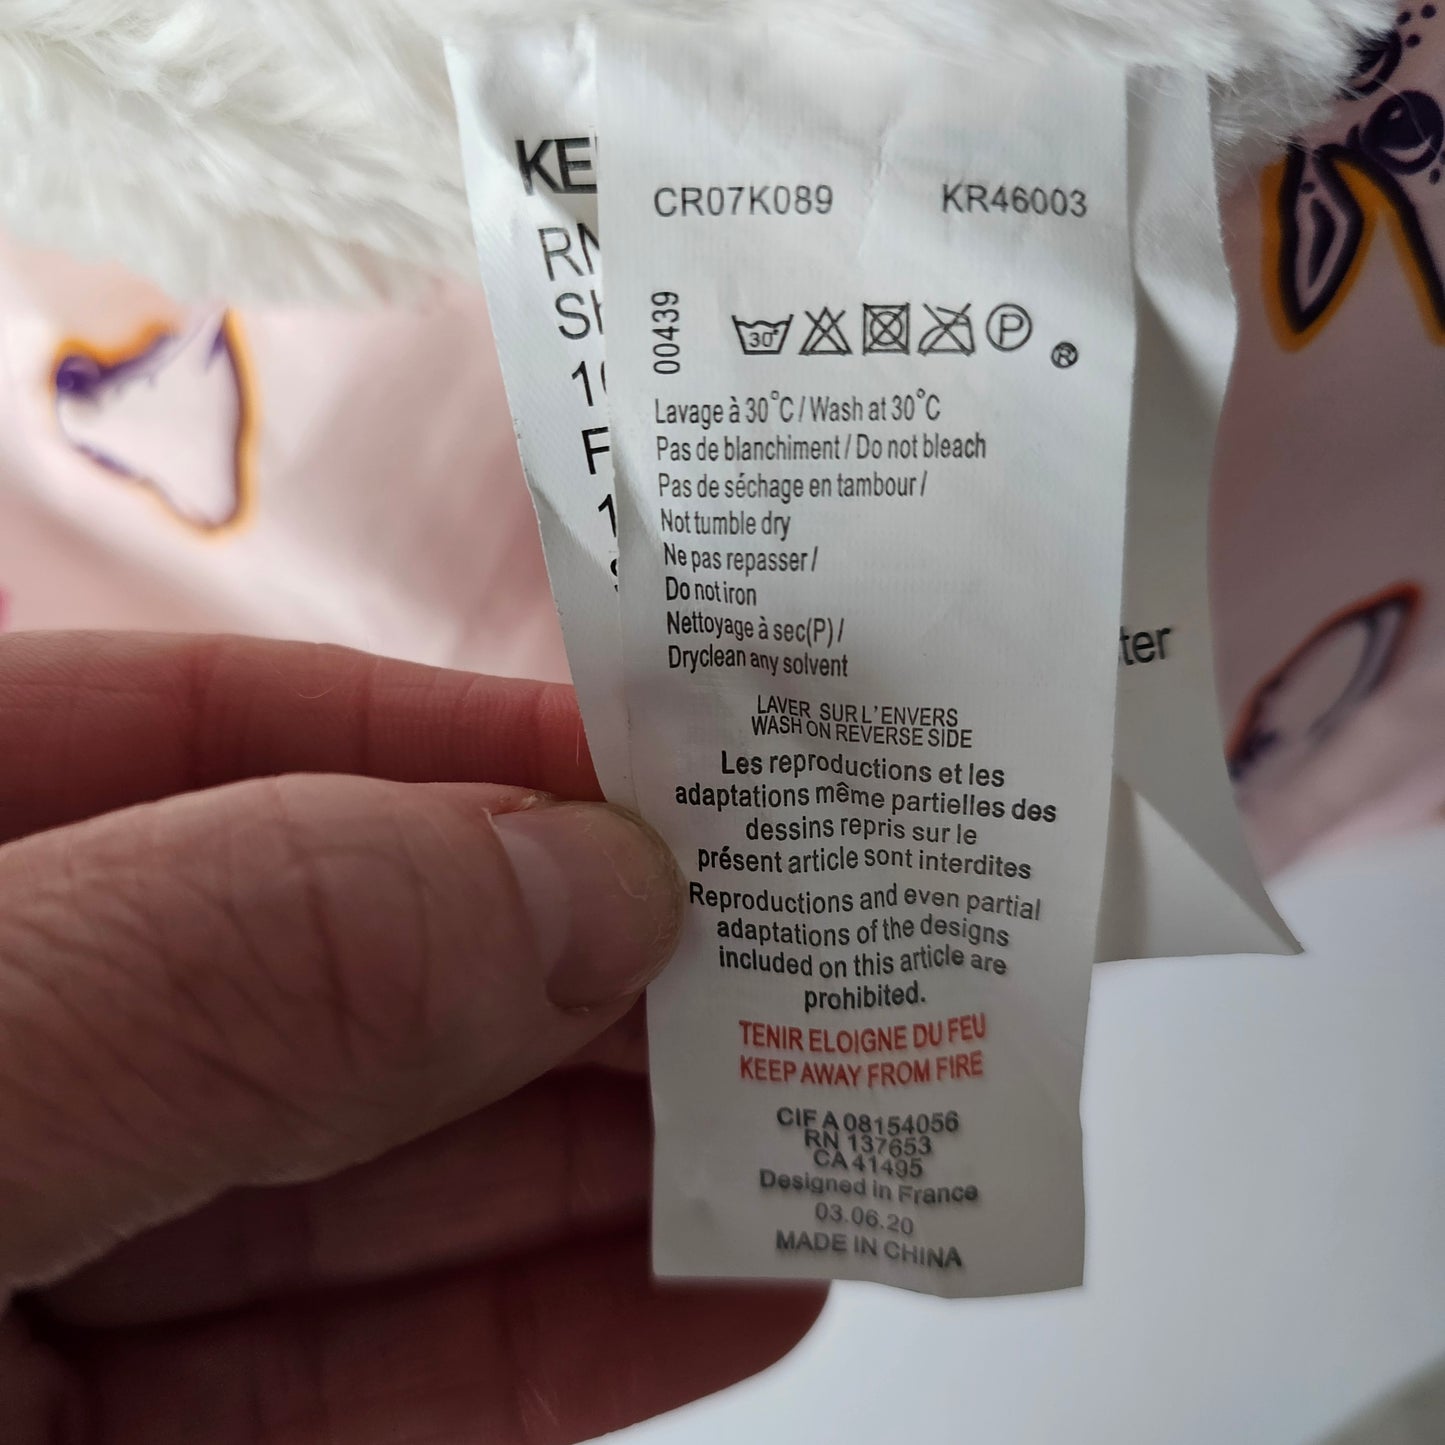 CR07K089 KR46003
00439
30° P ®
Lavage à 30°C / Wash at 30°C
Pas de blanchiment / Do not bleach
Pas de séchage en tambour /
Not tumble dry
Ne pas repasser /
Do not iron
Nettoyage à sec(P) /
Dryclean any solvent
LAVER SUR L'ENVERS
WASH ON REVERSE SIDE
Les reproductions et les
adaptations même partielles des
dessins repris sur le
présent article sont interdites
Reproductions and even partial
adaptations of the designs
included on this article are
prohibited.
TENIR ELOIGNE DU FEU
KEEP AWAY FROM FIRE
CIF A08154056
RN 137653
CA 41495
Designed in France
03.06.20
MADE IN CHINA